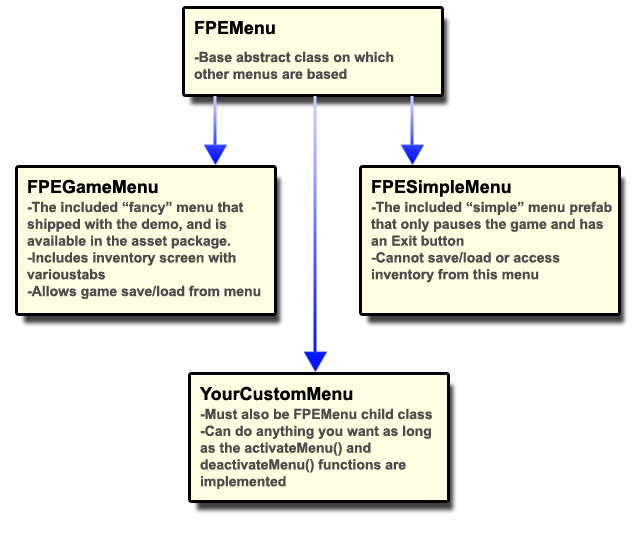 FPEMenu
-Base abstract class on which
other menus are based
FPEGameMenu
-The included “fancy” menu that
shipped with the demo, and is
available in the asset package.
-Includes inventory screen with
varioustabs
-Allows game save/load from menu
FPESimpleMenu
-The included “simple” menu prefab
that only pauses the game and has
an Exit button
-Cannot save/load or access
inventory from this menu
YourCustomMenu
-Must also be FPEMenu child class
-Can do anything you want as long
as the activateMenu() and
deactivateMenu() functions are
implemented